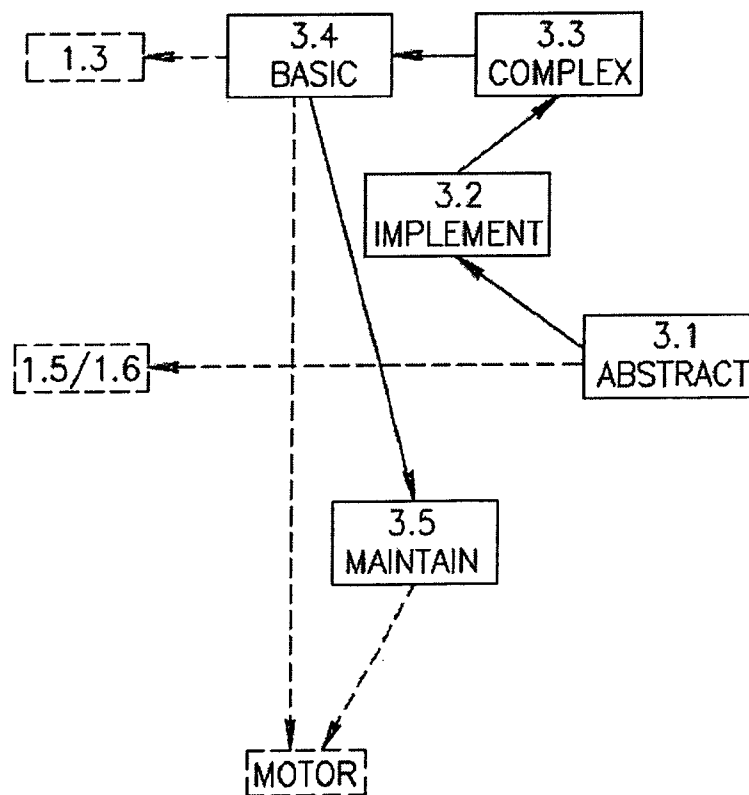 1.3
3.4
BASIC
3.3
COMPLEX
3.2
IMPLEMENT
3.1
ABSTRACT
1.5/1.6
3.5
MAINTAIN
MOTOR